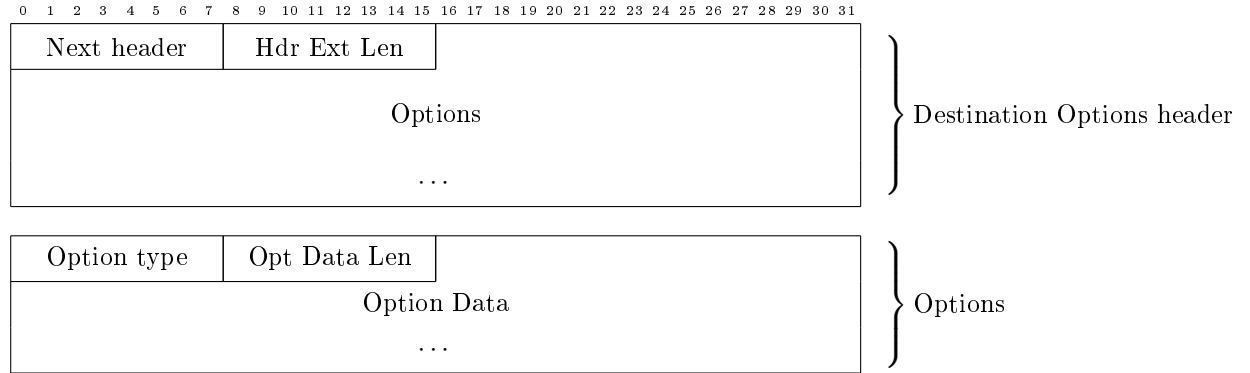 0 1 2 3 4 5 6 7 8 9 10 11 12 13 14 15 16 17 18 19 20 21 22 23 24 25 26 27 28 29 30 31
Next header Hdr Ext Len
Options Destination Options header
...
Option type Opt Data Len
Option Data Options
...